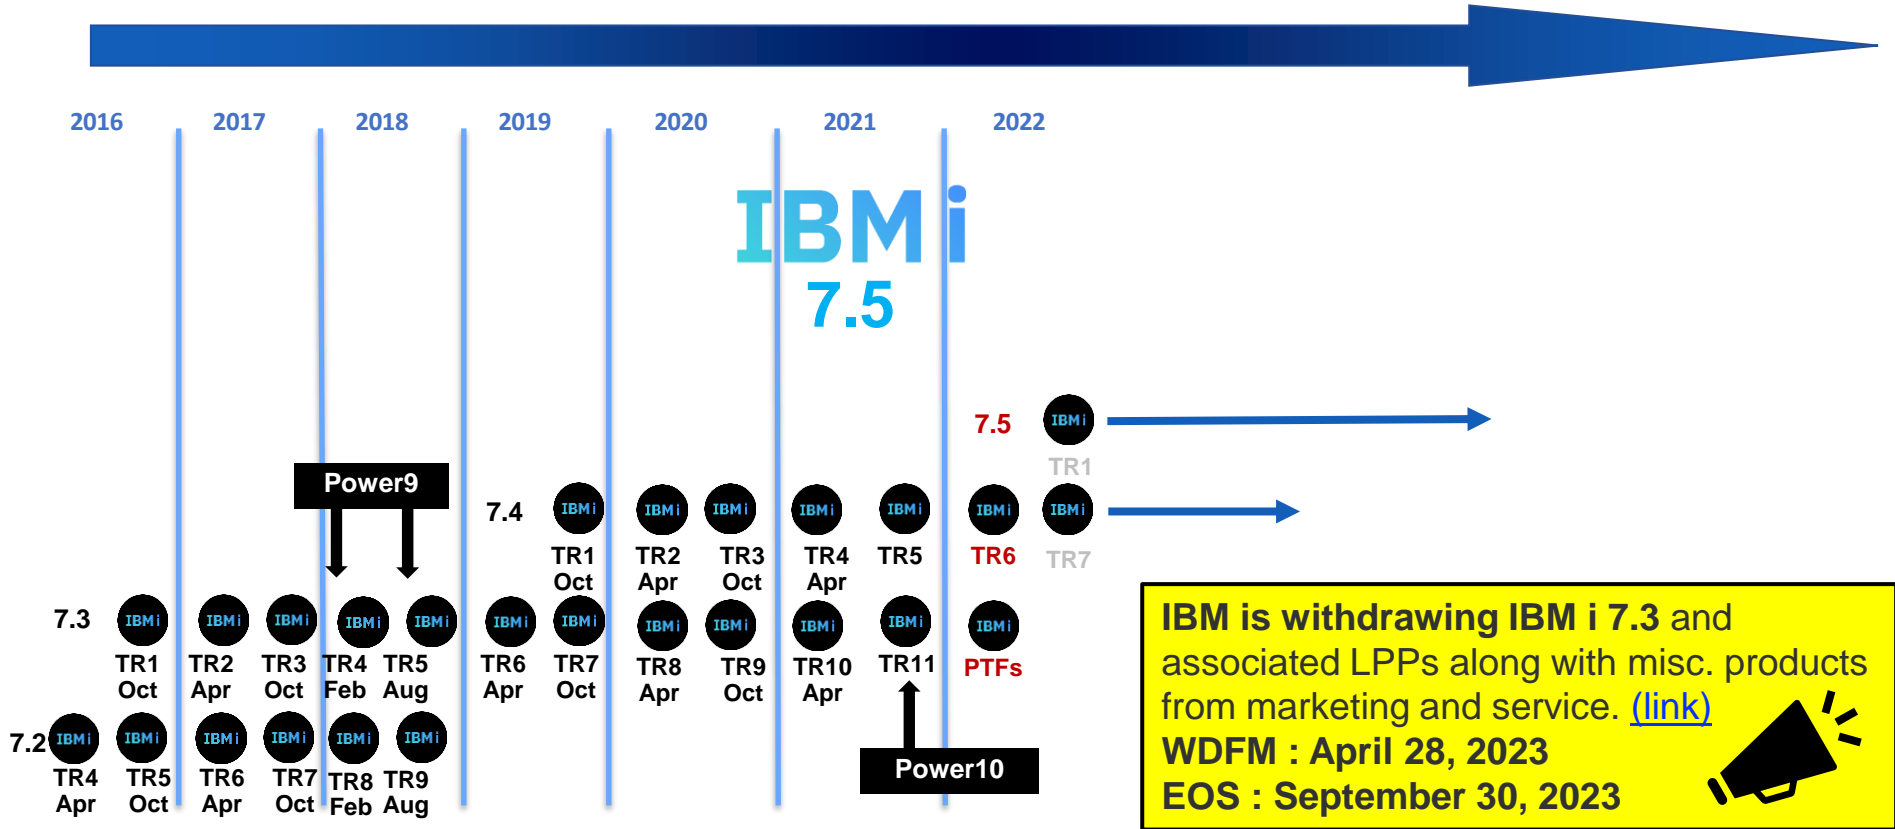 2016 2017 2018 2019 2020 2021 2022
IBM i
7.5
7.5 IBM i
TR1
Power9
7.4 IBM i IBM i IBM i IBM i IBM i IBM i IBM i
TR1 TR2 TR3 TR4 TR5 TR6 TR7
Oct Apr Oct Apr
7.3 IBM i IBM i IBM i IBM i IBM i IBM i IBM i IBM i IBM i IBM i IBM i IBM i
TR1 TR2 TR3 TR4 TR5 TR6 TR7 TR8 TR9 TR10 TR11 PTFs
Oct Apr Oct Feb Aug Apr Oct Apr Oct Apr
7.2 IBM i IBM i IBM i IBM i IBM i IBM i
TR4 TR5 TR6 TR7 TR8 TR9
Apr Oct Apr Oct Feb Aug
Power10
IBM is withdrawing IBM i 7.3 and
associated LPPs along with misc. products
from marketing and service. (link)
WDFM : April 28, 2023
EOS : September 30, 2023